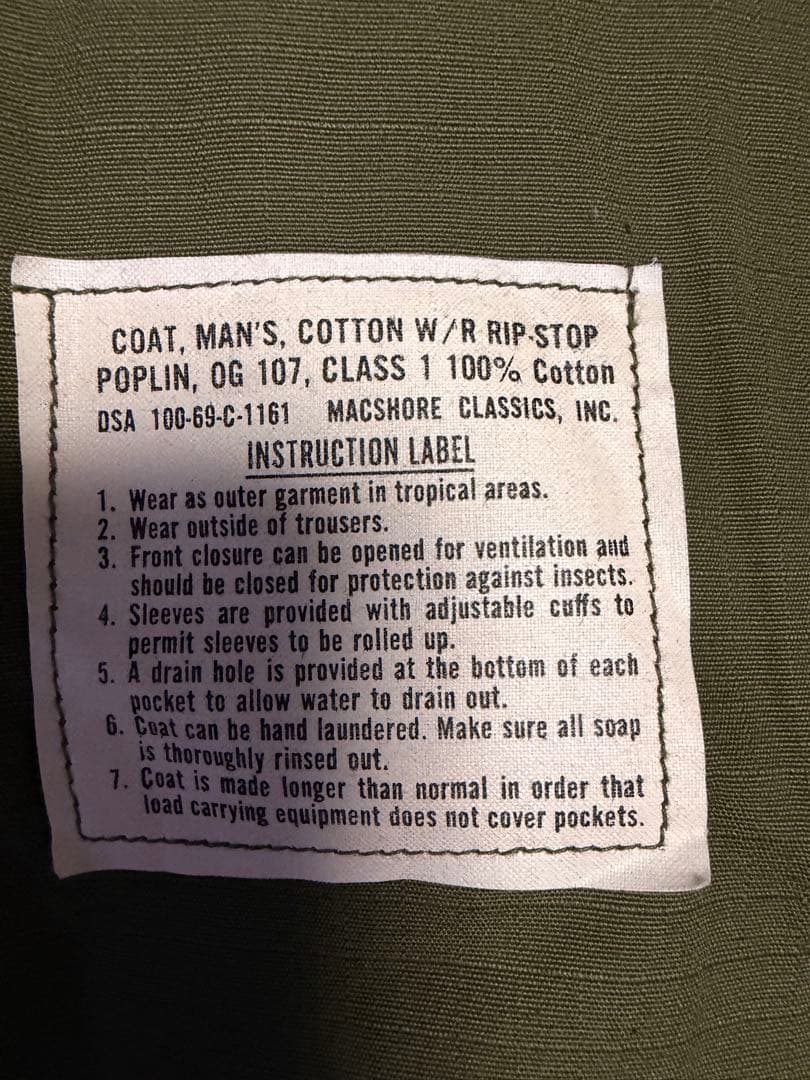 COAT, MAN'S, COTTON W/R RIP-STOP
POPLIN, OG 107, CLASS 1 100% Cotton
DSA 100-69-C-1161 MACSHORE CLASSICS, INC.
INSTRUCTION LABEL
1. Wear as outer garment in tropical areas.
2. Wear outside of trousers.
3. Front closure can be opened for ventilation and
should be closed for protection against insects.
4. Sleeves are provided with adjustable cuffs to
permit sleeves to be rolled up.
5. A drain hole is provided at the bottom of each
pocket to allow water to drain out.
6. Coat can be hand laundered. Make sure all soap
is thoroughly rinsed out.
7. Coat is made longer than normal in order that
load carrying equipment does not cover pockets.